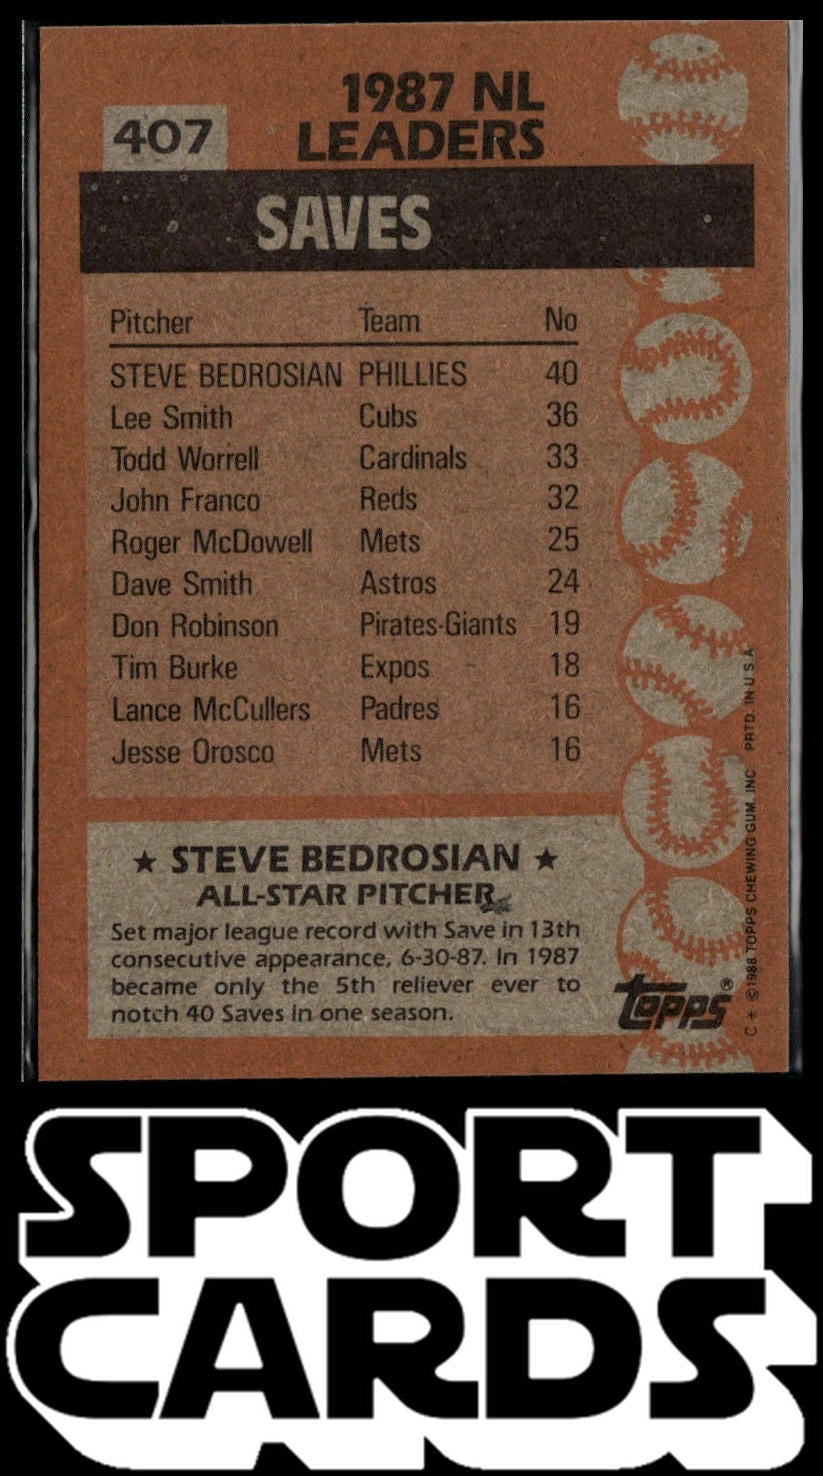 1987 NL
LEADERS
407
SAVES
Pitcher Team No
STEVE BEDROSIAN PHILLIES 40
Lee Smith Cubs 36
Todd Worrell Cardinals 33
John Franco Reds 32
Roger McDowell Mets 25
Dave Smith Astros 24
Don Robinson Pirates-Giants 19
Tim Burke Expos 18
Lance McCullers Padres 16
Jesse Orosco Mets 16
★ STEVE BEDROSIAN ★
ALL-STAR PITCHER
Set major league record with Save in 13th
consecutive appearance, 6-30-87. In 1987
became only the 5th reliever ever to
notch 40 Saves in one season.
topps®
C * ©1988 TOPPS CHEWING GUM, INC. PRTD. IN U.S.A.
SPORT
CARDS